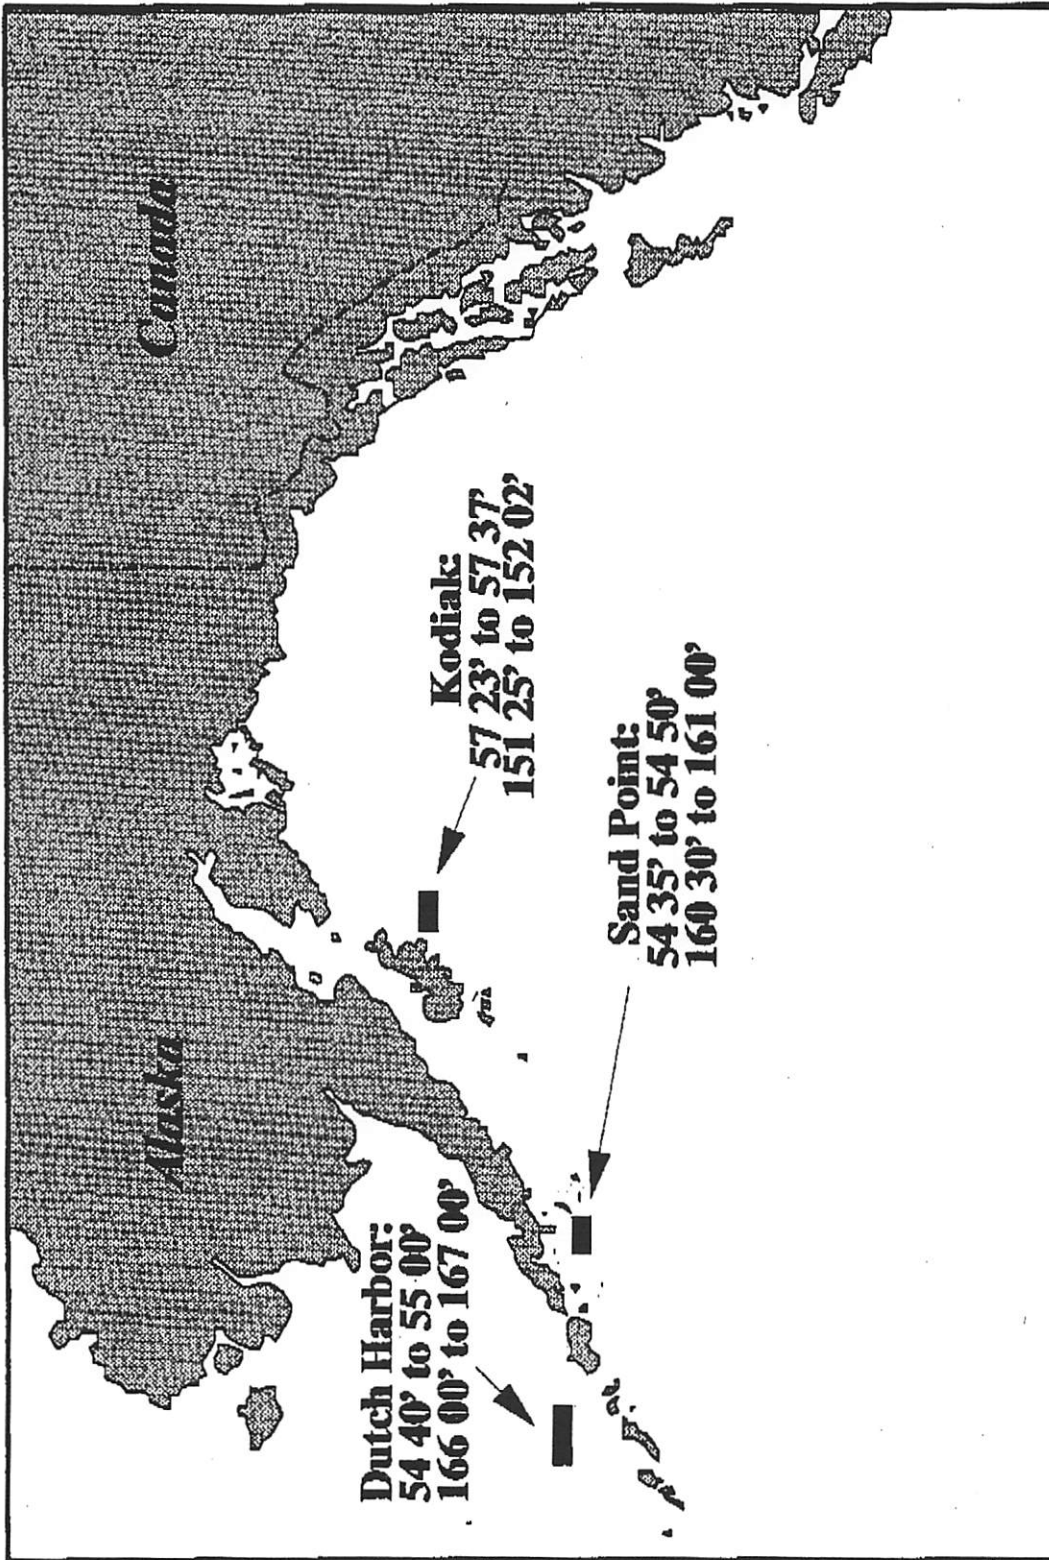 Canada
Alaska
Kodiak:
57 23' to 57 37'
151 25' to 152 02'
Sand Point:
54 35' to 54 50'
160 30' to 161 00'
Dutch Harbor:
54 40' to 55 00'
166 00' to 167 00'